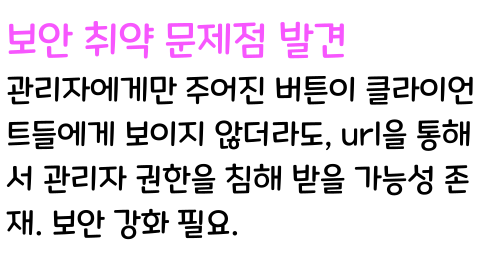 보안 취약 문제점 발견
관리자에게만 주어진 버튼이 클라이언
트들에게 보이지 않더라도, url을 통해
서 관리자 권한을 침해 받을 가능성 존
재. 보안 강화 필요.